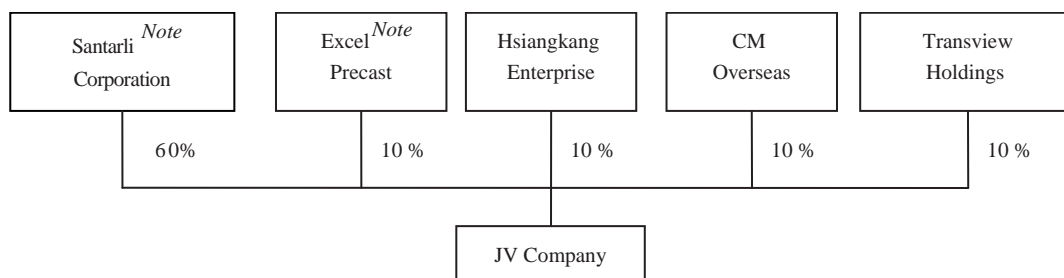 Santarli Note
Corporation
Excel Note
Precast
Hsiangkang
Enterprise
CM
Overseas
Transview
Holdings
60%
10 %
10 %
10 %
10 %
JV Company